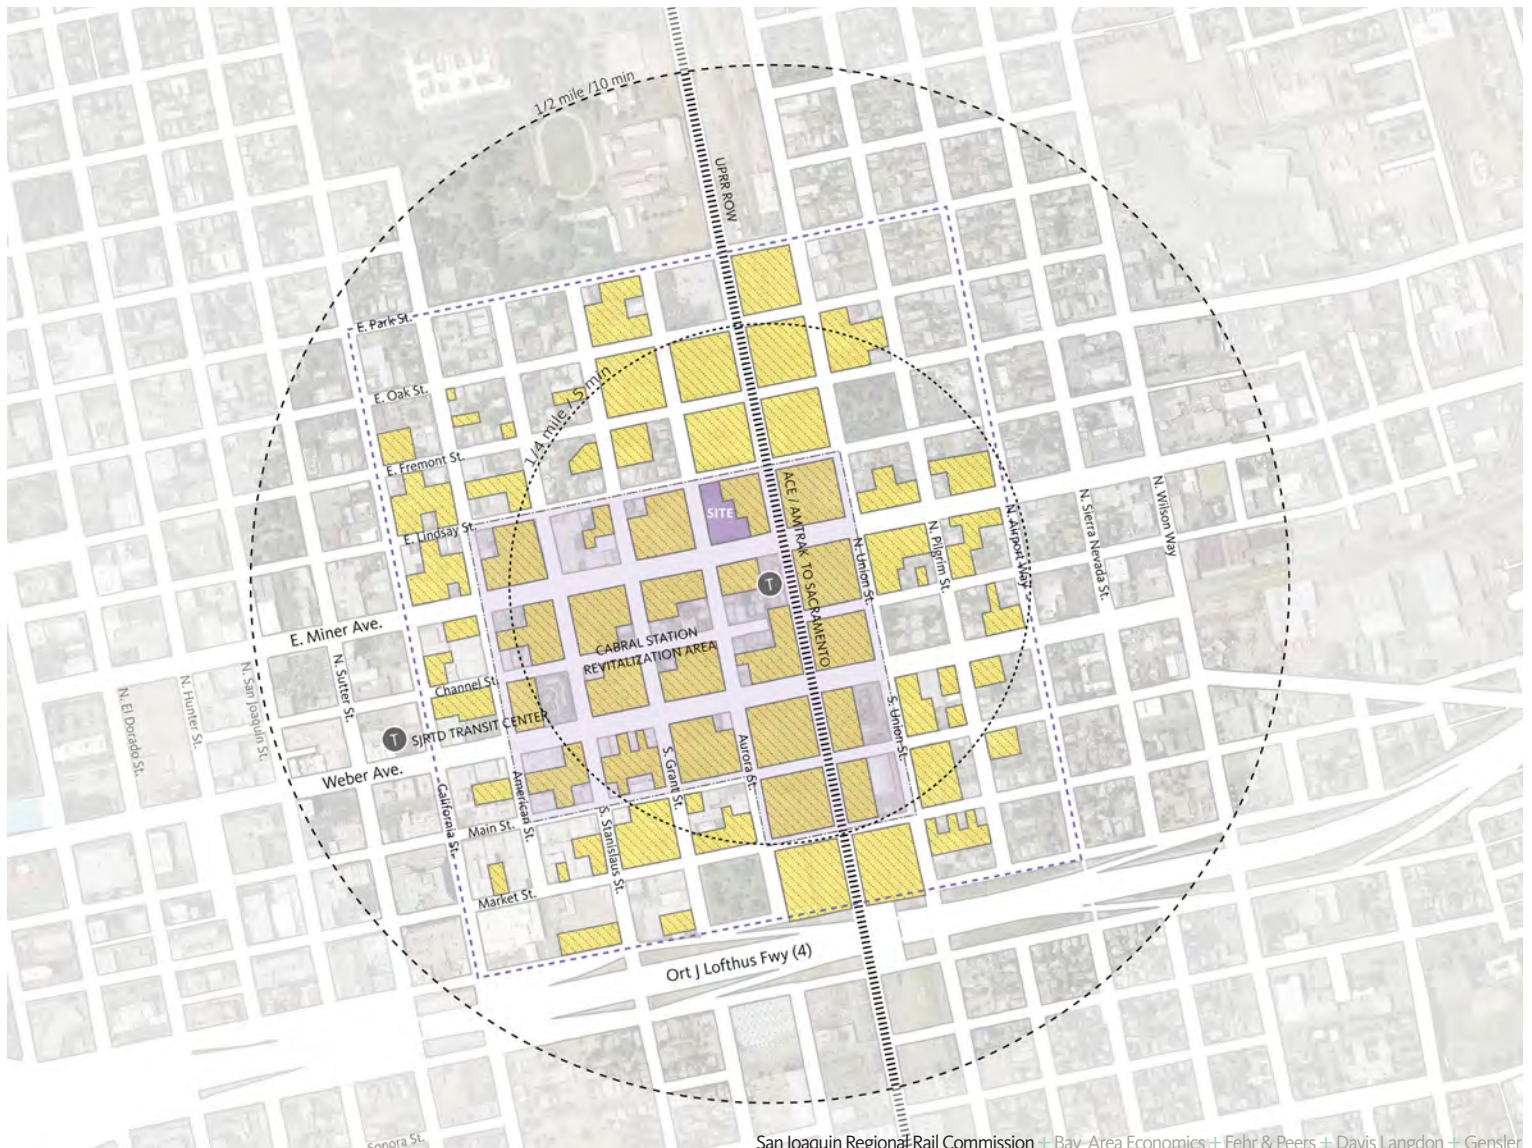 1/2 mile /10 min
UPRR ROW
E. Park St.
E. Oak St.
1/4 mile / 5 min
E. Fremont St.
E. Lindsay St.
SITE
ACE / AMTRAK TO SACRAMENTO
N. Union St.
N. Pilgrim St.
N. Airport Way
N. Sierra Nevada St.
N. Wilson Way
T
E. Miner Ave.
CABRAL STATION
REVITALIZATION AREA
N. El Dorado St.
N. Hunter St.
N. San Joaquin St.
N. Sutter St.
Channel St.
T
SJRTD TRANSIT CENTER
Weber Ave.
S. Union St.
California St.
American St.
S. Stanislaus St.
S. Grant St.
Aurora St.
Main St.
Market St.
Ort J Lofthus Fwy (4)
Sonora St.
San Joaquin Regional Rail Commission + Bay Area Economics + Fehr & Peers + Davis Langdon + Gensler